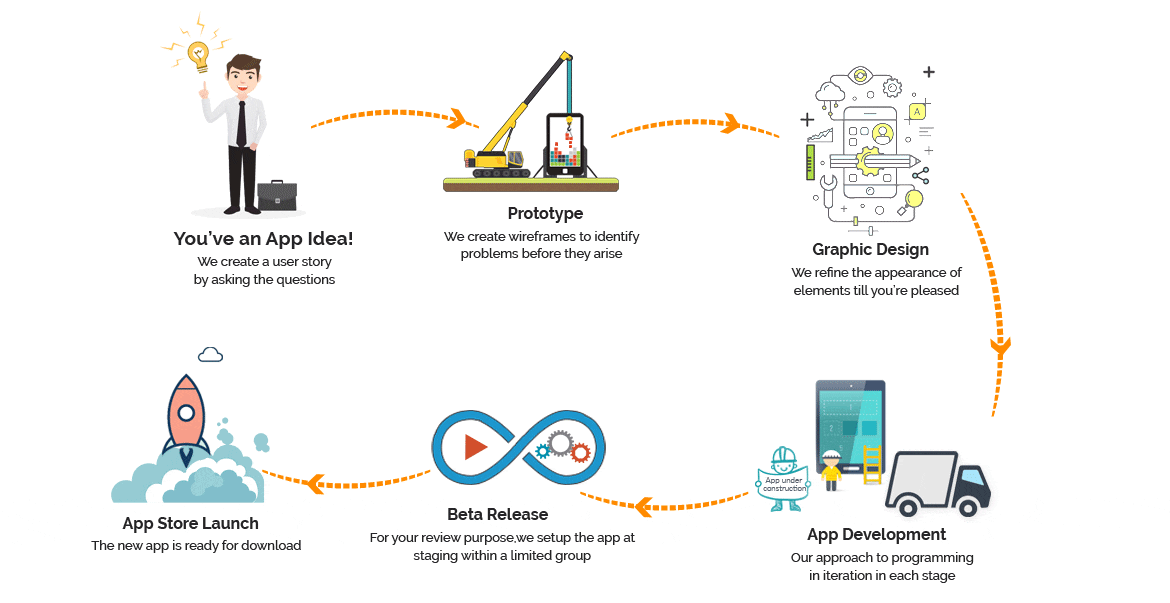 You've an App Idea!
We create a user story
by asking the questions
Prototype
We create wireframes to identify
problems before they arise
A
Graphic Design
We refine the appearance of
elements till you're pleased
App under
construction
App Development
Our approach to programming
in iteration in each stage
Beta Release
For your review purpose,we setup the app at
staging within a limited group
App Store Launch
The new app is ready for download